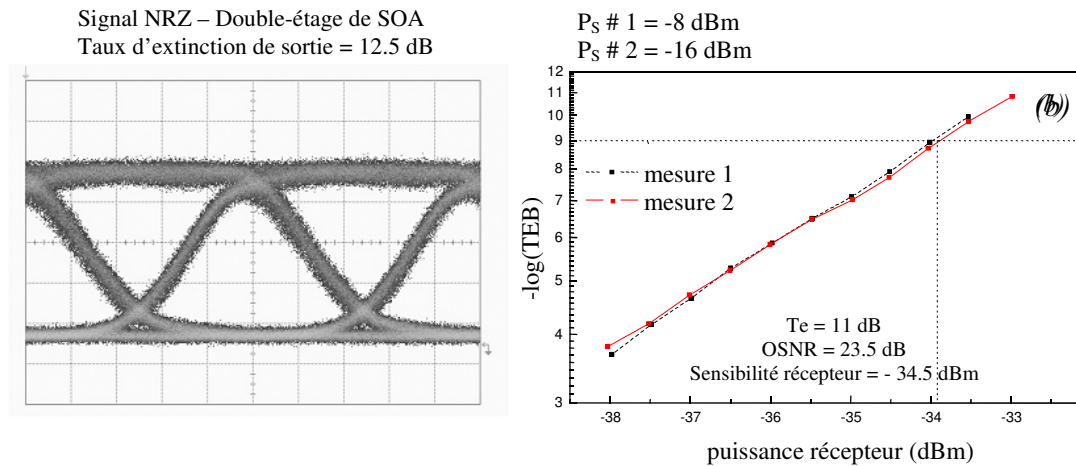 Signal NRZ – Double-étage de SOA
Taux d'extinction de sortie = 12.5 dB
P_S # 1 = -8 dBm
P_S # 2 = -16 dBm
12
11
10
9
8
7
6
5
4
3
-log(TEB)
(b)
mesure 1
mesure 2
Te = 11 dB
OSNR = 23.5 dB
Sensibilité récepteur = - 34.5 dBm
-38 -37 -36 -35 -34 -33
puissance récepteur (dBm)